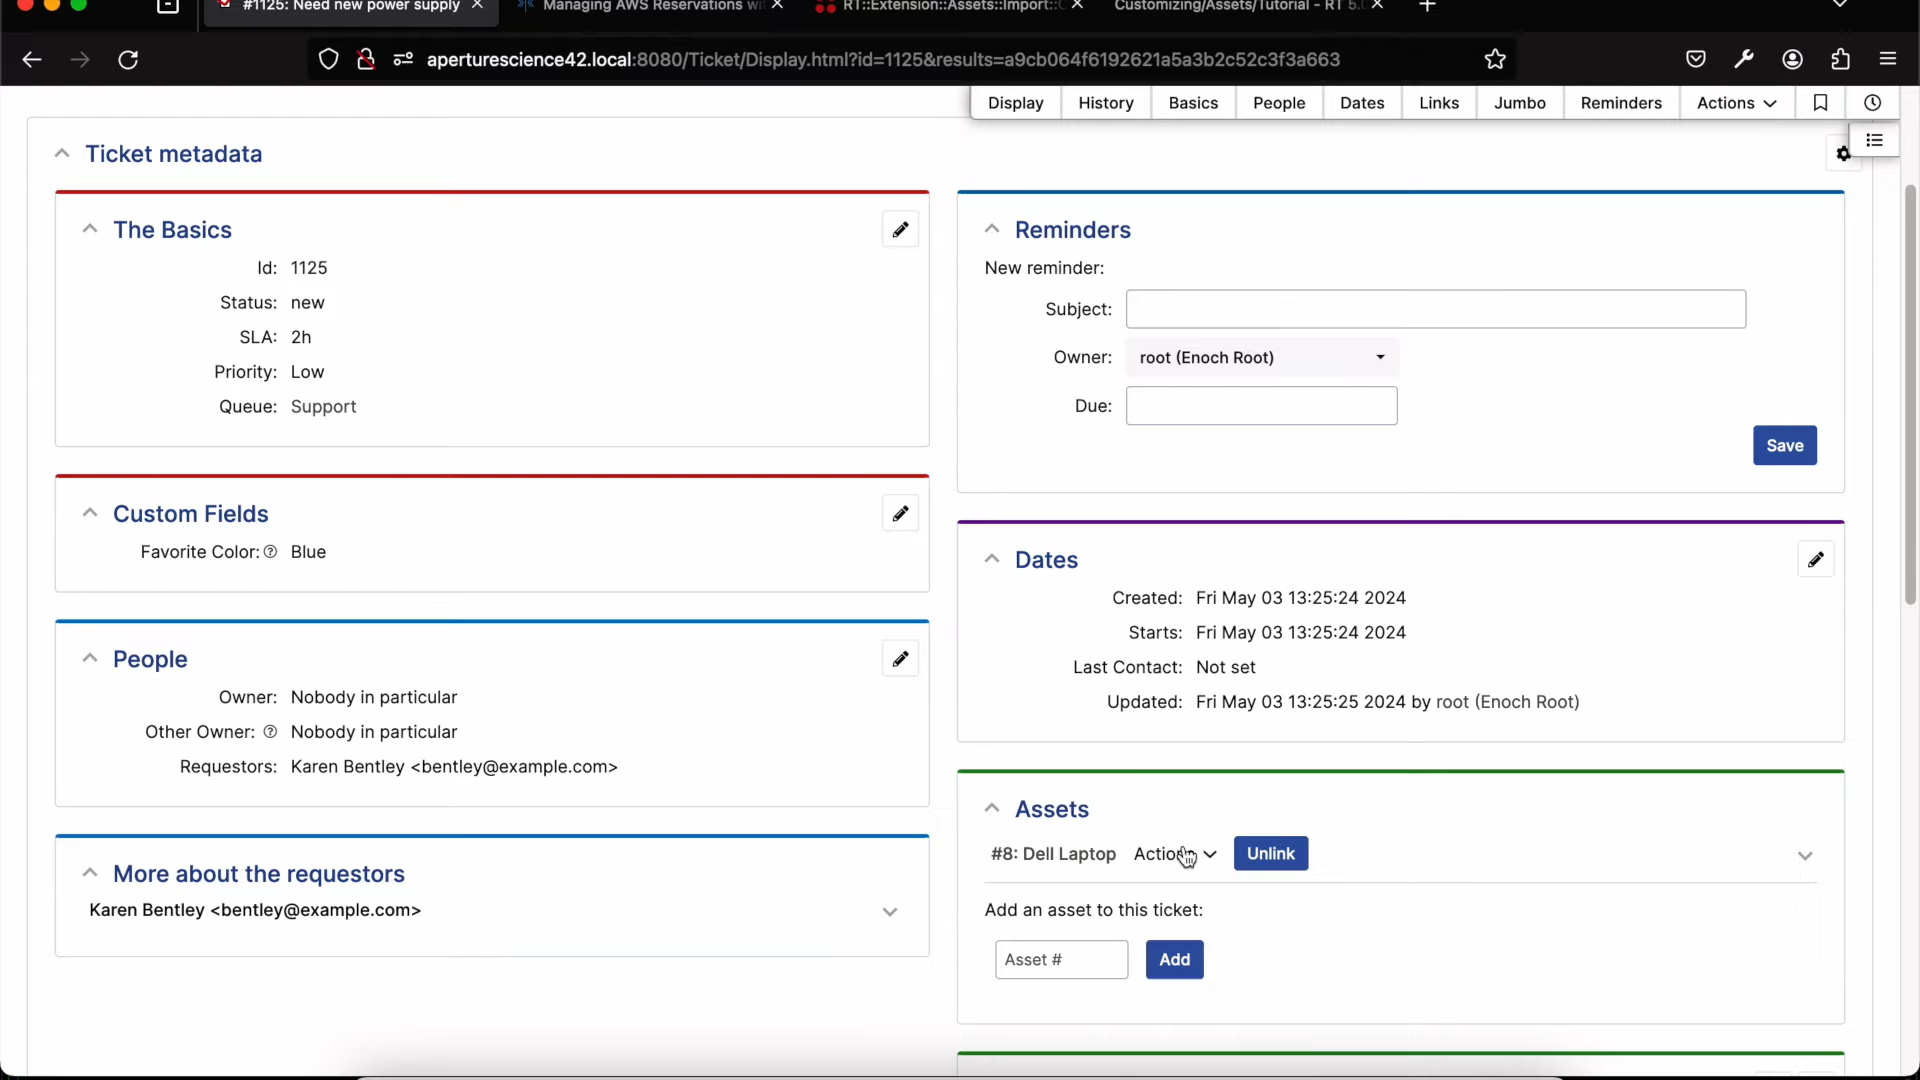 #1125: Need new power supply
Managing AWS Reservations wi
RT::Extension::Assets::Import::C
Customizing/Assets/Tutorial - RT 5.0
aperturescience42.local:8080/Ticket/Display.html?id=1125&results=a9cb064f6192621a5a3b2c52c3f3a663
Display History Basics People Dates Links Jumbo Reminders Actions
Ticket metadata
The Basics
Id: 1125
Status: new
SLA: 2h
Priority: Low
Queue: Support
Custom Fields
Favorite Color: Blue
People
Owner: Nobody in particular
Other Owner: Nobody in particular
Requestors: Karen Bentley <bentley@example.com>
More about the requestors
Karen Bentley <bentley@example.com>
Reminders
New reminder:
Subject:
Owner: root (Enoch Root)
Due:
Save
Dates
Created: Fri May 03 13:25:24 2024
Starts: Fri May 03 13:25:24 2024
Last Contact: Not set
Updated: Fri May 03 13:25:25 2024 by root (Enoch Root)
Assets
#8: Dell Laptop Actions Unlink
Add an asset to this ticket:
Asset # Add